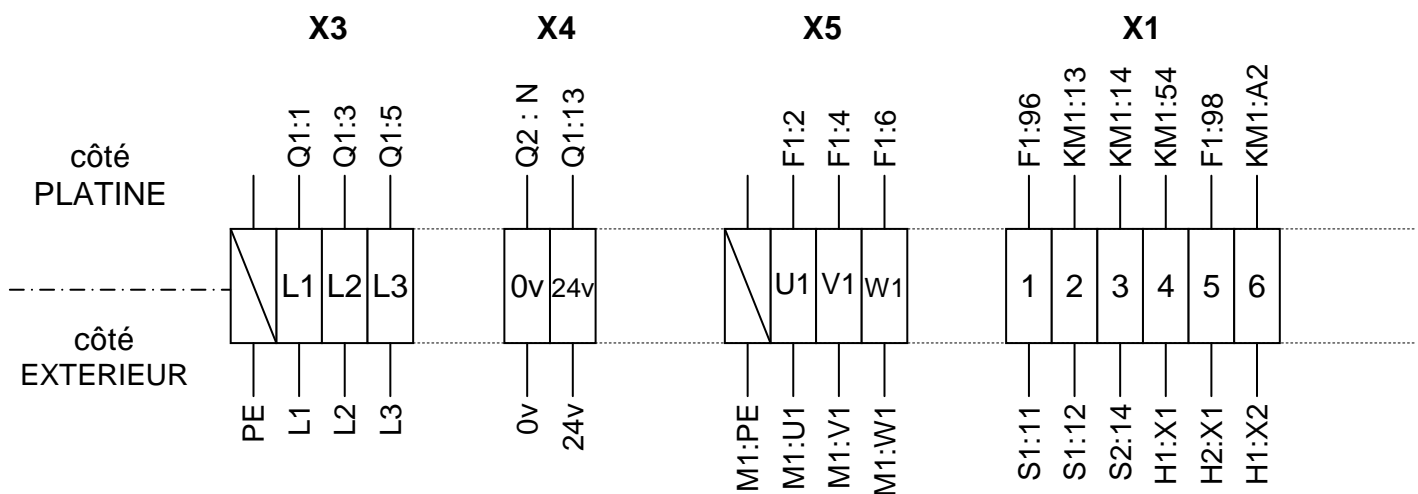 X3 X4 X5 X1
côté
PLATINE
Q1:1
Q1:3
Q1:5
Q2 : N
Q1:13
F1:2
F1:4
F1:6
F1:96
KM1:13
KM1:14
KM1:54
F1:98
KM1:A2
L1 L2 L3 0v 24v U1 V1 W1 1 2 3 4 5 6
côté
EXTERIEUR
PE
L1
L2
L3
0v
24v
M1:PE
M1:U1
M1:V1
M1:W1
S1:11
S1:12
S2:14
H1:X1
H2:X1
H1:X2